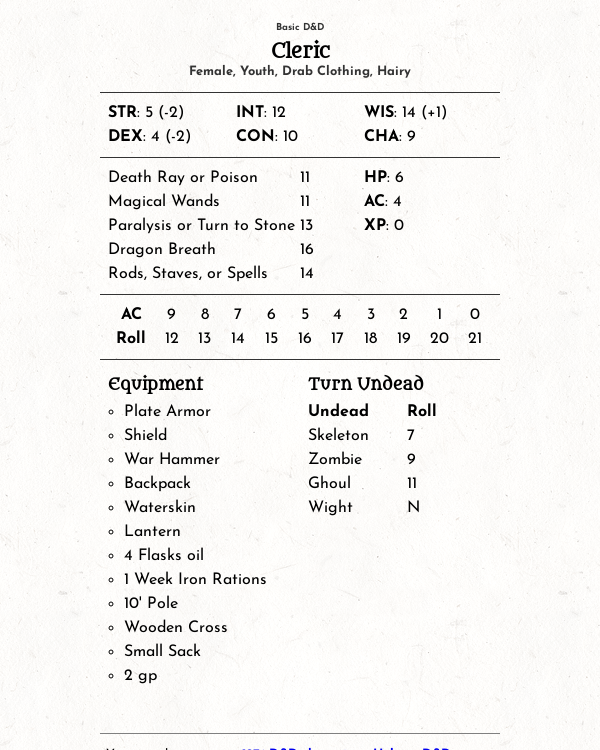 Basic D&D
Cleric
Female, Youth, Drab Clothing, Hairy
STR: 5 (-2) INT: 12 WIS: 14 (+1)
DEX: 4 (-2) CON: 10 CHA: 9
Death Ray or Poison 11
Magical Wands 11
Paralysis or Turn to Stone 13
Dragon Breath 16
Rods, Staves, or Spells 14
HP: 6
AC: 4
XP: 0
AC 9 8 7 6 5 4 3 2 1 0
Roll 12 13 14 15 16 17 18 19 20 21
Equipment
Plate Armor
Shield
War Hammer
Backpack
Waterskin
Lantern
4 Flasks oil
1 Week Iron Rations
10' Pole
Wooden Cross
Small Sack
2 gp
Turn Undead
Undead Roll
Skeleton 7
Zombie 9
Ghoul 11
Wight N